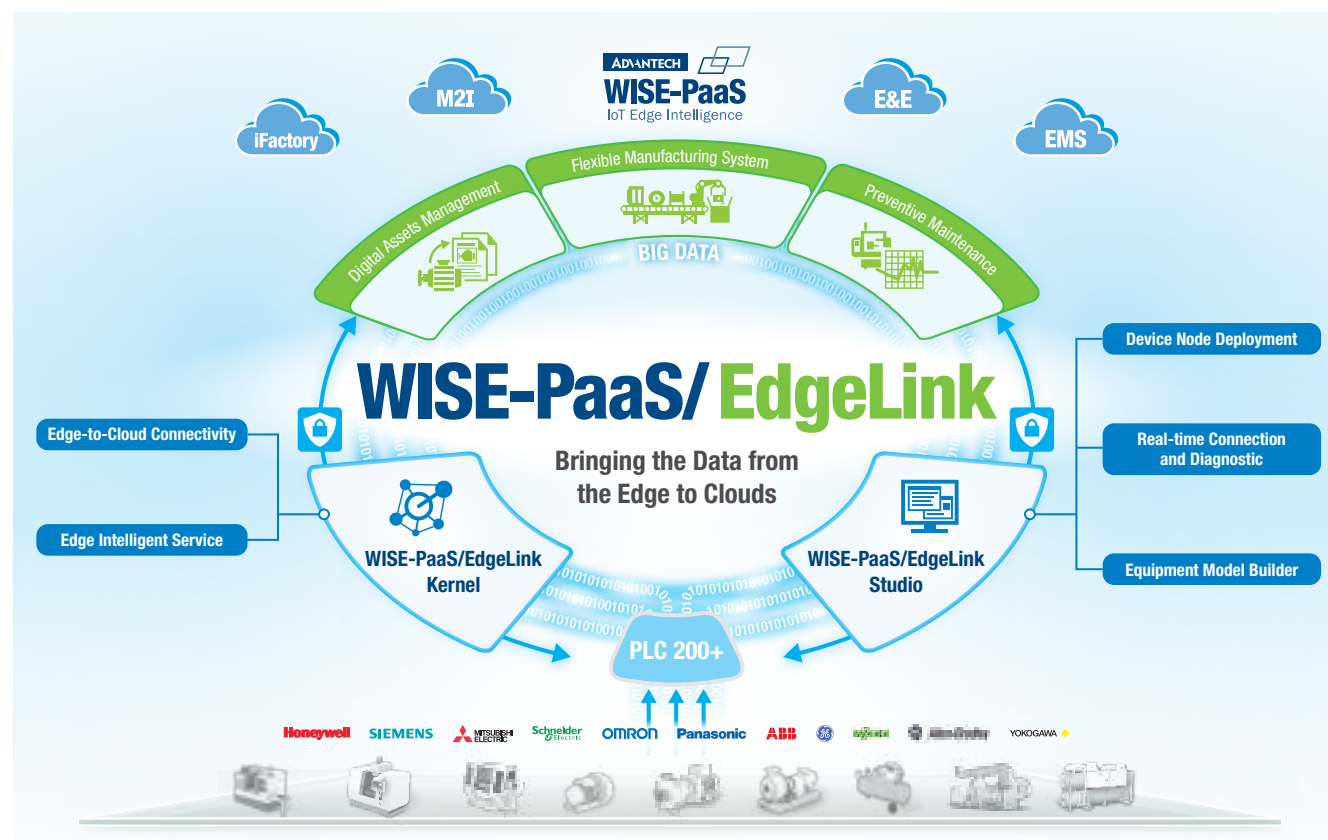 ADVANTECH
WISE-PaaS
IoT Edge Intelligence
iFactory
M2I
E&E
EMS
Digital Assets Management
Flexible Manufacturing System
Preventive Maintenance
BIG DATA
WISE-PaaS/EdgeLink
Bringing the Data from
the Edge to Clouds
Edge-to-Cloud Connectivity
Edge Intelligent Service
WISE-PaaS/EdgeLink
Kernel
WISE-PaaS/EdgeLink
Studio
Device Node Deployment
Real-time Connection
and Diagnostic
Equipment Model Builder
PLC 200+
Honeywell
SIEMENS
MITSUBISHI
ELECTRIC
Schneider
Electric
OMRON
Panasonic
ABB
YOKOGAWA